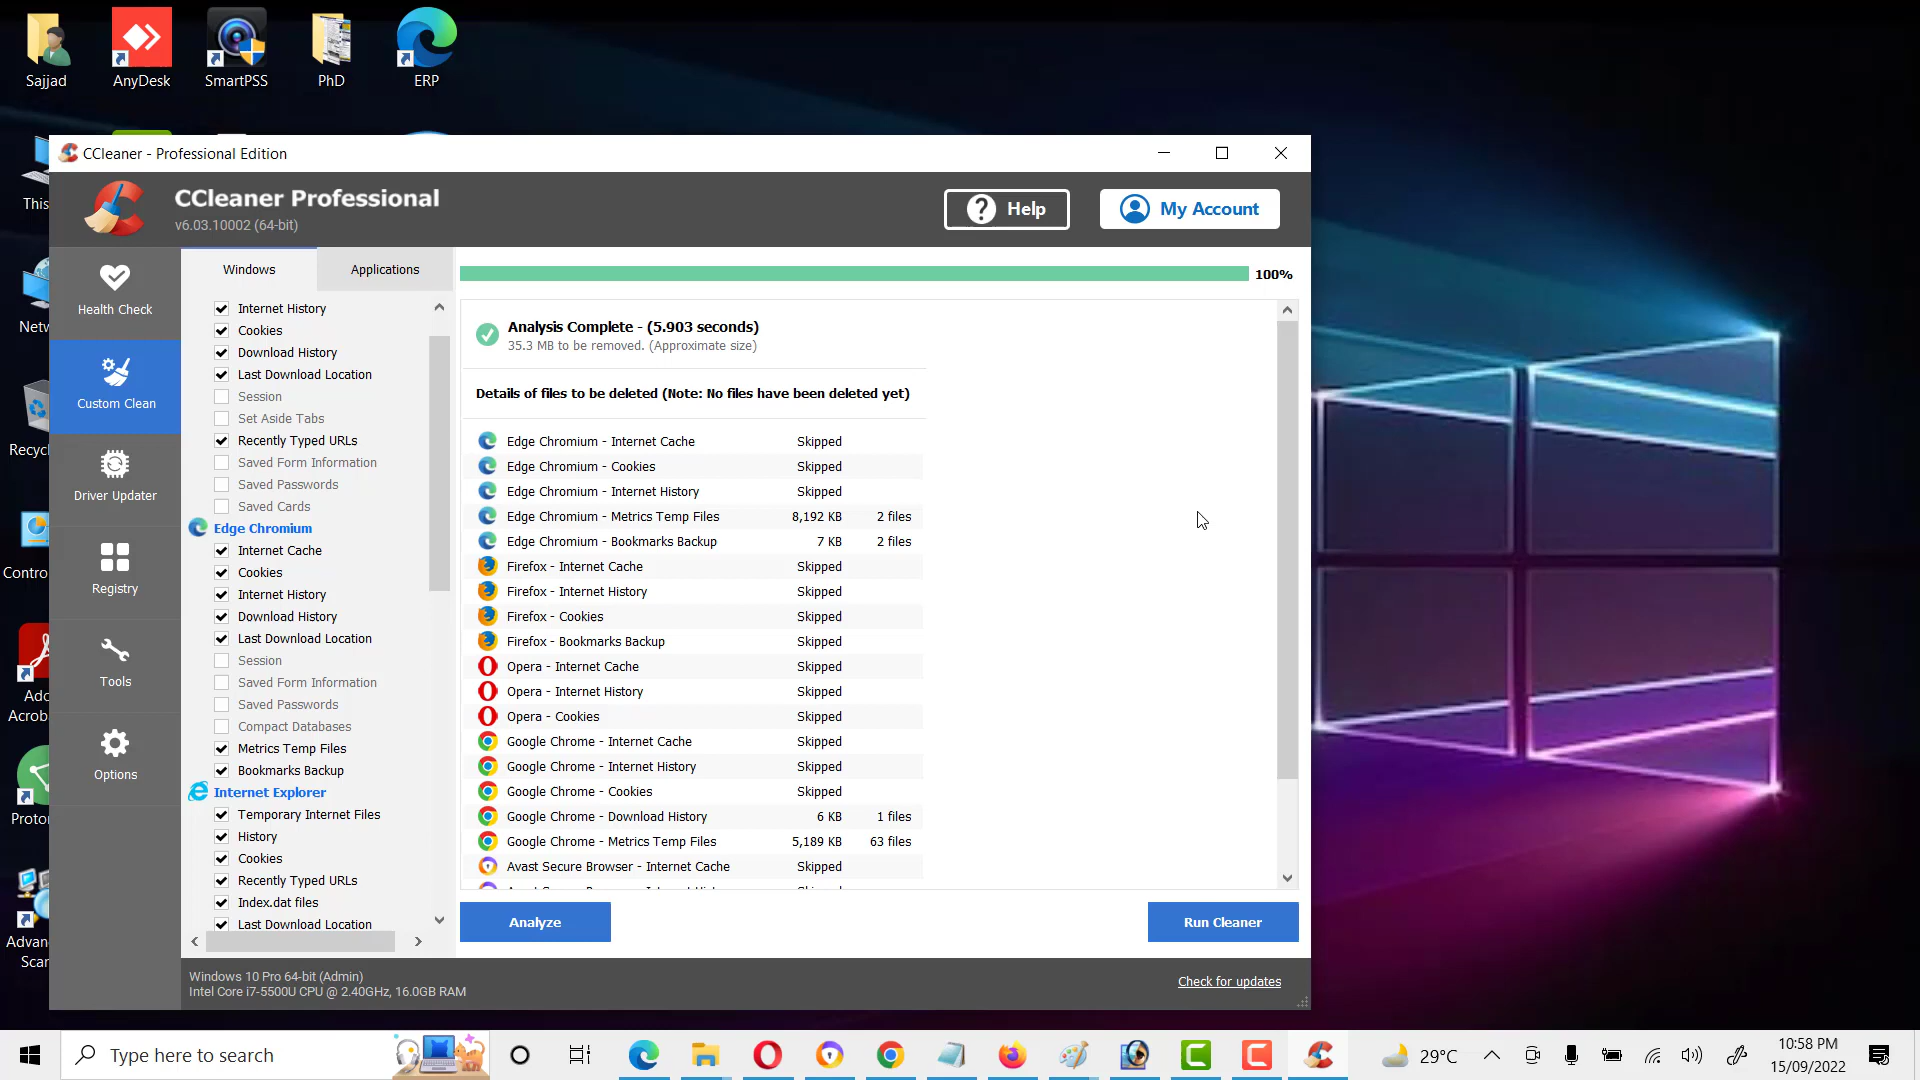 Sajjad
AnyDesk
SmartPSS
PhD
ERP
This
Netw
Recyc
Contro
Ado
Acroba
Proto
Advan
Scan
CCleaner - Professional Edition
CCleaner Professional
v6.03.10002 (64-bit)
? Help
My Account
Health Check
Custom Clean
Driver Updater
Registry
Tools
Options
Windows
Applications
Internet History
Cookies
Download History
Last Download Location
Session
Set Aside Tabs
Recently Typed URLs
Saved Form Information
Saved Passwords
Saved Cards
Edge Chromium
Internet Cache
Cookies
Internet History
Download History
Last Download Location
Session
Saved Form Information
Saved Passwords
Compact Databases
Metrics Temp Files
Bookmarks Backup
Internet Explorer
Temporary Internet Files
History
Cookies
Recently Typed URLs
Index.dat files
Last Download Location
100%
Analysis Complete - (5.903 seconds)
35.3 MB to be removed. (Approximate size)
Details of files to be deleted (Note: No files have been deleted yet)
Edge Chromium - Internet Cache Skipped
Edge Chromium - Cookies Skipped
Edge Chromium - Internet History Skipped
Edge Chromium - Metrics Temp Files 8,192 KB 2 files
Edge Chromium - Bookmarks Backup 7 KB 2 files
Firefox - Internet Cache Skipped
Firefox - Internet History Skipped
Firefox - Cookies Skipped
Firefox - Bookmarks Backup Skipped
Opera - Internet Cache Skipped
Opera - Internet History Skipped
Opera - Cookies Skipped
Google Chrome - Internet Cache Skipped
Google Chrome - Internet History Skipped
Google Chrome - Cookies Skipped
Google Chrome - Download History 6 KB 1 files
Google Chrome - Metrics Temp Files 5,189 KB 63 files
Avast Secure Browser - Internet Cache Skipped
Analyze
Run Cleaner
Windows 10 Pro 64-bit (Admin)
Intel Core i7-5500U CPU @ 2.40GHz, 16.0GB RAM
Check for updates
Type here to search
29°C
10:58 PM
15/09/2022